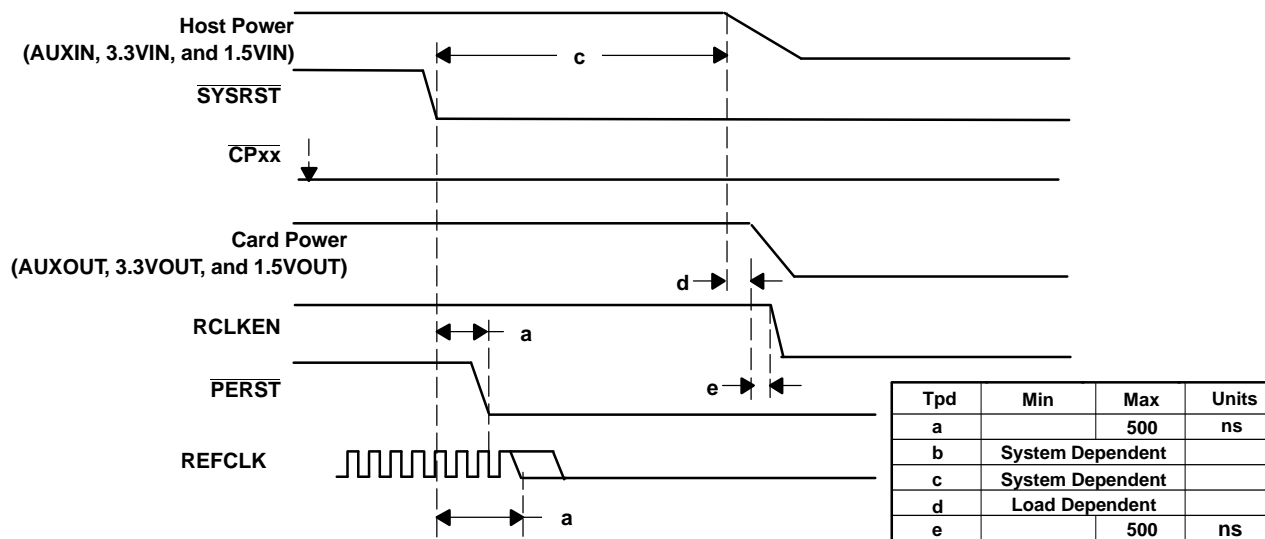 Host Power
(AUXIN, 3.3VIN, and 1.5VIN)
c
SYSRST
CPxx
Card Power
(AUXOUT, 3.3VOUT, and 1.5VOUT)
d
RCLKEN
a
PERST
e
REFCLK
a
Tpd Min Max Units
a 500 ns
b System Dependent
c System Dependent
d Load Dependent
e 500 ns